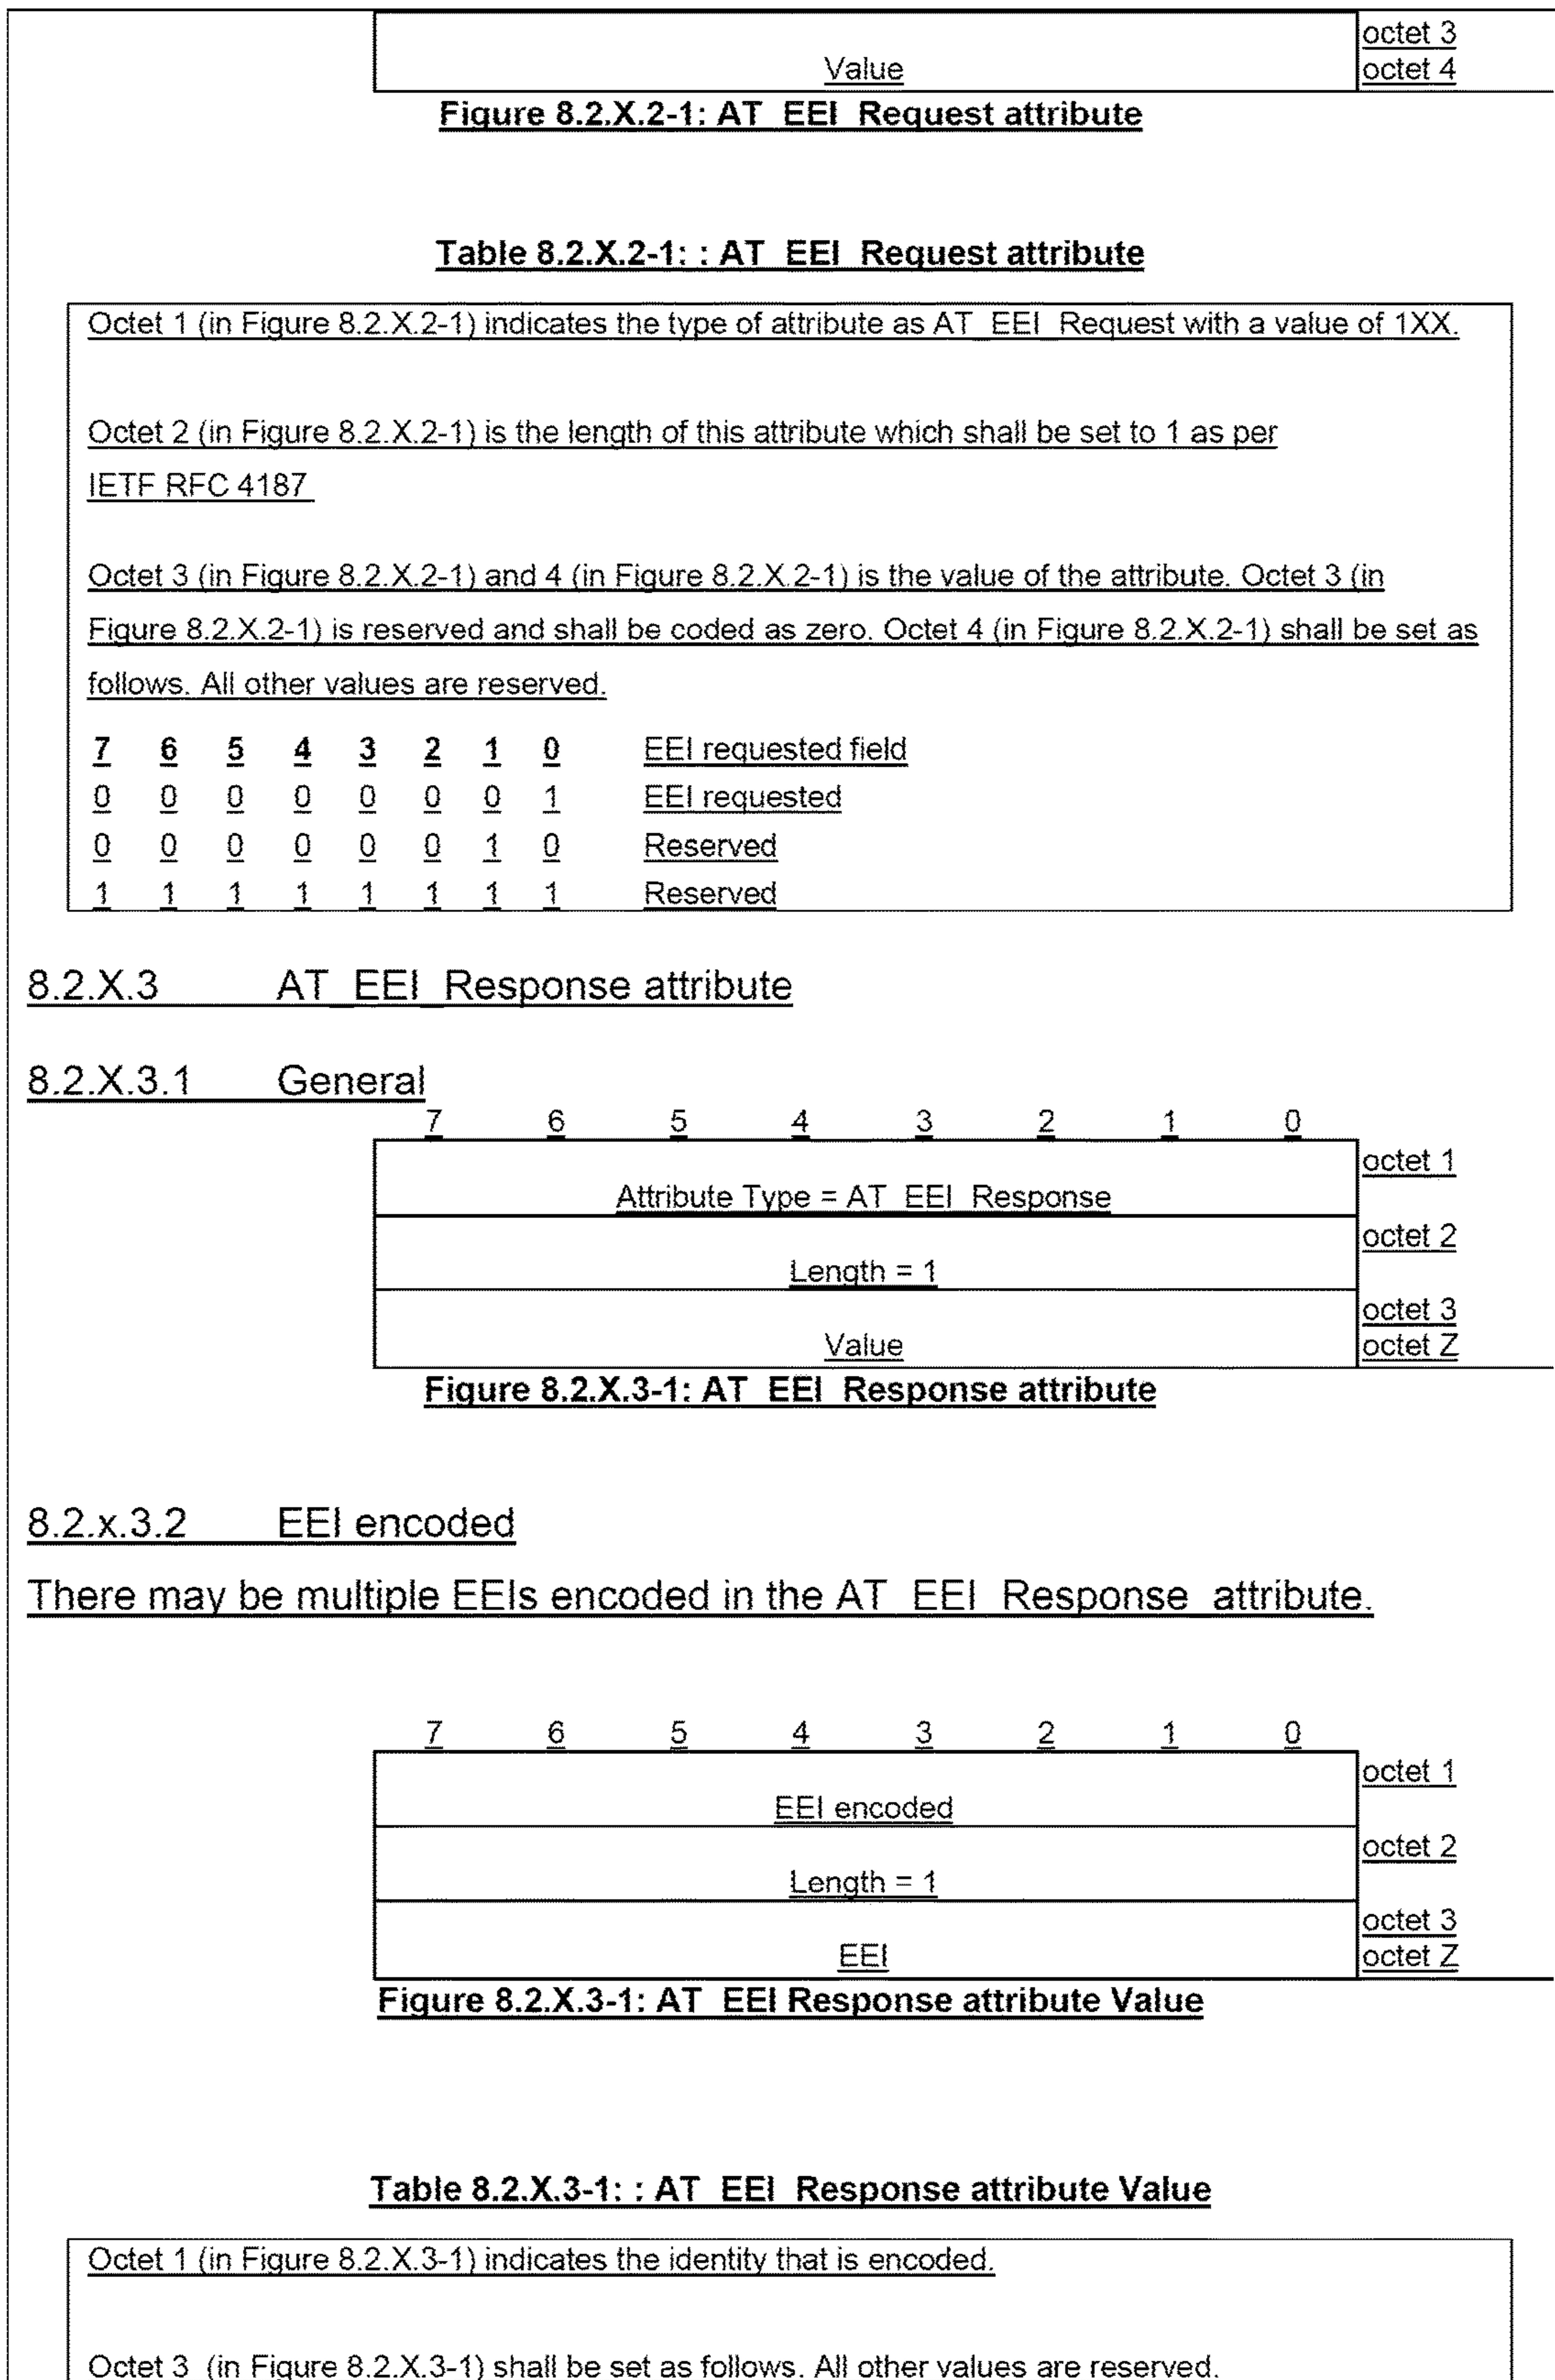 octet 3
Value octet 4
Figure 8.2.X.2-1: AT_EEI_Request attribute
Table 8.2.X.2-1: : AT_EEI_Request attribute
Octet 1 (in Figure 8.2.X.2-1) indicates the type of attribute as AT_EEI_Request with a value of 1XX.
Octet 2 (in Figure 8.2.X.2-1) is the length of this attribute which shall be set to 1 as per
IETF RFC 4187
Octet 3 (in Figure 8.2.X.2-1) and 4 (in Figure 8.2.X.2-1) is the value of the attribute. Octet 3 (in
Figure 8.2.X.2-1) is reserved and shall be coded as zero. Octet 4 (in Figure 8.2.X.2-1) shall be set as
follows. All other values are reserved.
7 6 5 4 3 2 1 0 EEI requested field
0 0 0 0 0 0 0 1 EEI requested
0 0 0 0 0 0 1 0 Reserved
1 1 1 1 1 1 1 1 Reserved
8.2.X.3 AT_EEI_Response attribute
8.2.X.3.1 General
7 6 5 4 3 2 1 0
octet 1
Attribute Type = AT_EEI_Response
octet 2
Length = 1
octet 3
Value octet Z
Figure 8.2.X.3-1: AT_EEI_Response attribute
8.2.x.3.2 EEI encoded
There may be multiple EEIs encoded in the AT_EEI_Response attribute.
7 6 5 4 3 2 1 0
octet 1
EEI encoded
octet 2
Length = 1
octet 3
EEI octet Z
Figure 8.2.X.3-1: AT_EEI Response attribute Value
Table 8.2.X.3-1: : AT_EEI_Response attribute Value
Octet 1 (in Figure 8.2.X.3-1) indicates the identity that is encoded.
Octet 3 (in Figure 8.2.X.3-1) shall be set as follows. All other values are reserved.